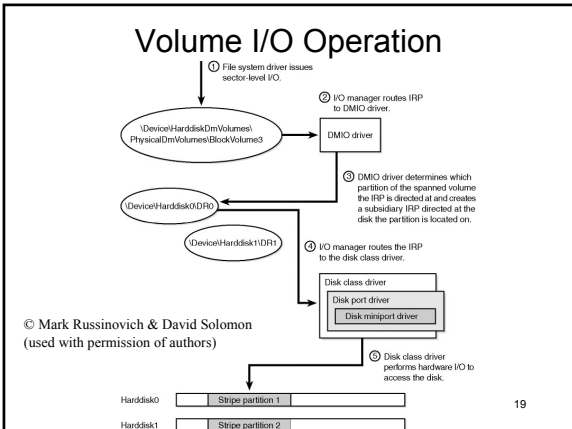 Volume I/O Operation
① File system driver issues
sector-level I/O.
② I/O manager routes IRP
to DMIO driver.
\Device\HarddiskDmVolumes\
PhysicalDmVolumes\BlockVolume3
DMIO driver
③ DMIO driver determines which
partition of the spanned volume
the IRP is directed at and creates
a subsidiary IRP directed at the
disk the partition is located on.
\Device\Harddisk0\DR0
\Device\Harddisk1\DR1
④ I/O manager routes the IRP
to the disk class driver.
Disk class driver
Disk port driver
Disk miniport driver
© Mark Russinovich & David Solomon
(used with permission of authors)
⑤ Disk class driver
performs hardware I/O to
access the disk.
Harddisk0 Stripe partition 1
19
Harddisk1 Stripe partition 2